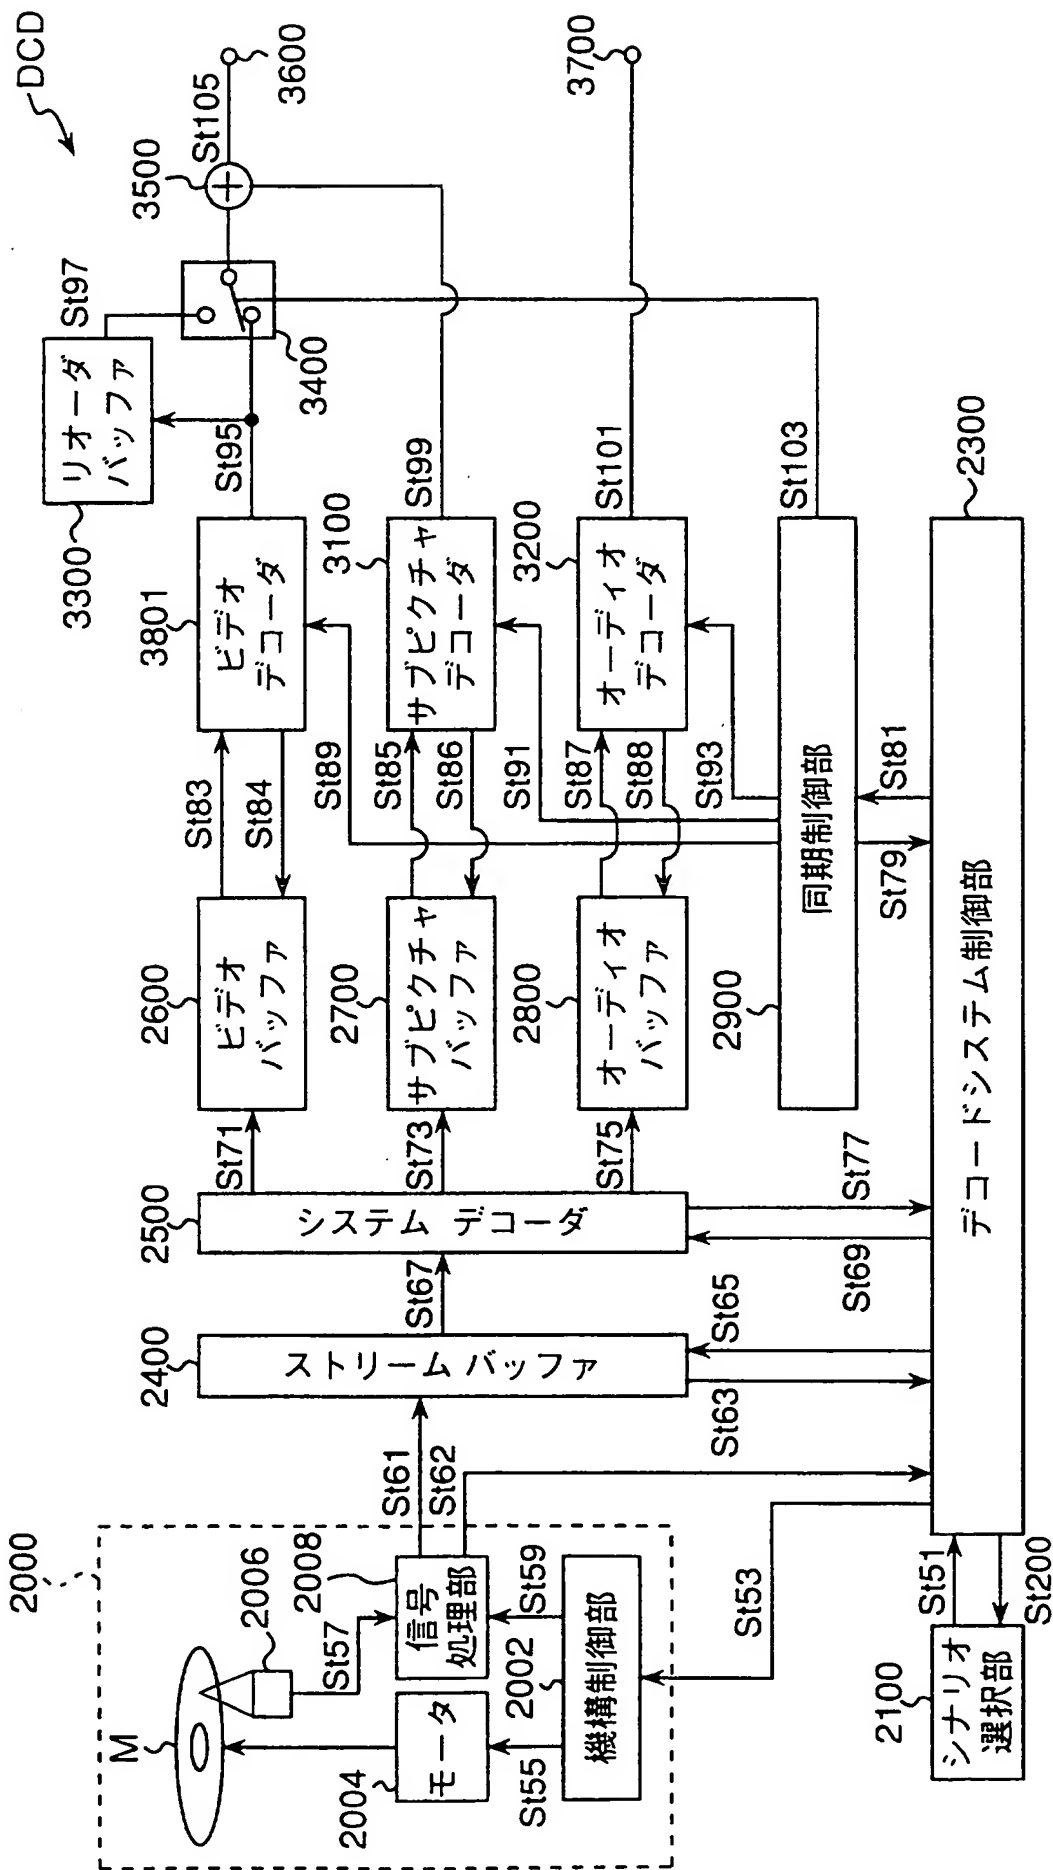 DCD
2000
M
2006
St57
2004
モータ
2008
信号
処理部
St55
2002
St59
機構制御部
St61
St62
St53
2100
シナリオ
選択部
St51
St200
2400
ストリーム バッファ
St63
St65
St67
2500
システム デコーダ
St69
St77
St71
St73
St75
2600
ビデオ
バッファ
2700
サブピクチャ
バッファ
2800
オーディオ
バッファ
2900
同期制御部
St79
St81
2300
デコードシステム制御部
St83
St84
St89
St85
St86
St91
St87
St88
St93
3801
ビデオ
デコーダ
3100
サブピクチャ
デコーダ
3200
オーディオ
デコーダ
St95
St99
St101
St103
3300
リオーダ
バッファ
St97
3400
3500
St105
3600
3700